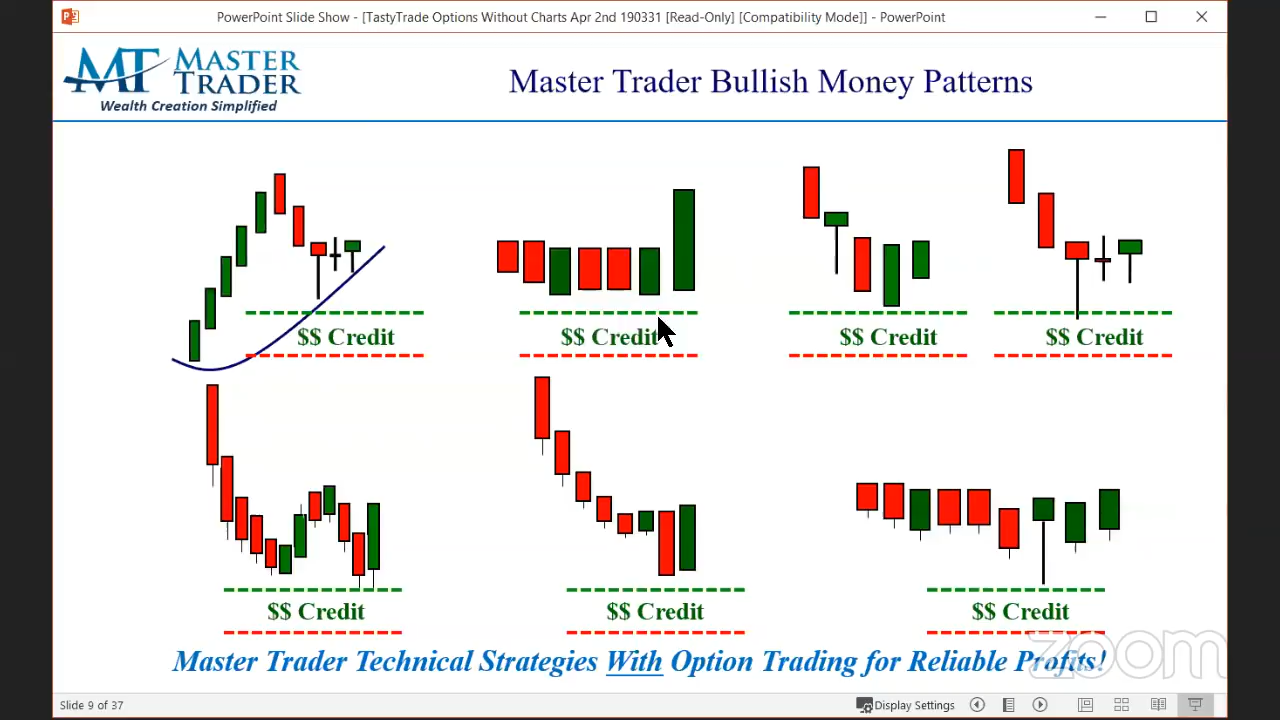 PowerPoint Slide Show - [TastyTrade Options Without Charts Apr 2nd 190331 [Read-Only] [Compatibility Mode]] - PowerPoint
MT MASTER TRADER
Wealth Creation Simplified
Master Trader Bullish Money Patterns
$$ Credit
$$ Credit
$$ Credit
$$ Credit
$$ Credit
$$ Credit
$$ Credit
Master Trader Technical Strategies With Option Trading for Reliable Profits!
zoom
Slide 9 of 37
Display Settings